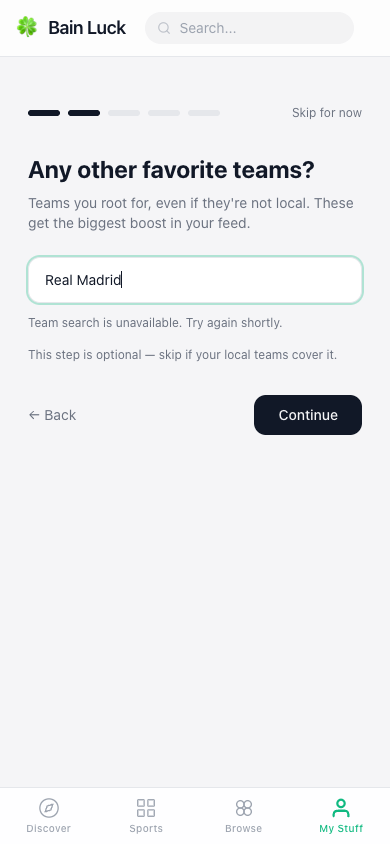 Bain Luck
Search...
Skip for now
Any other favorite teams?
Teams you root for, even if they're not local. These
get the biggest boost in your feed.
Real Madrid
Team search is unavailable. Try again shortly.
This step is optional — skip if your local teams cover it.
← Back
Continue
Discover
Sports
Browse
My Stuff